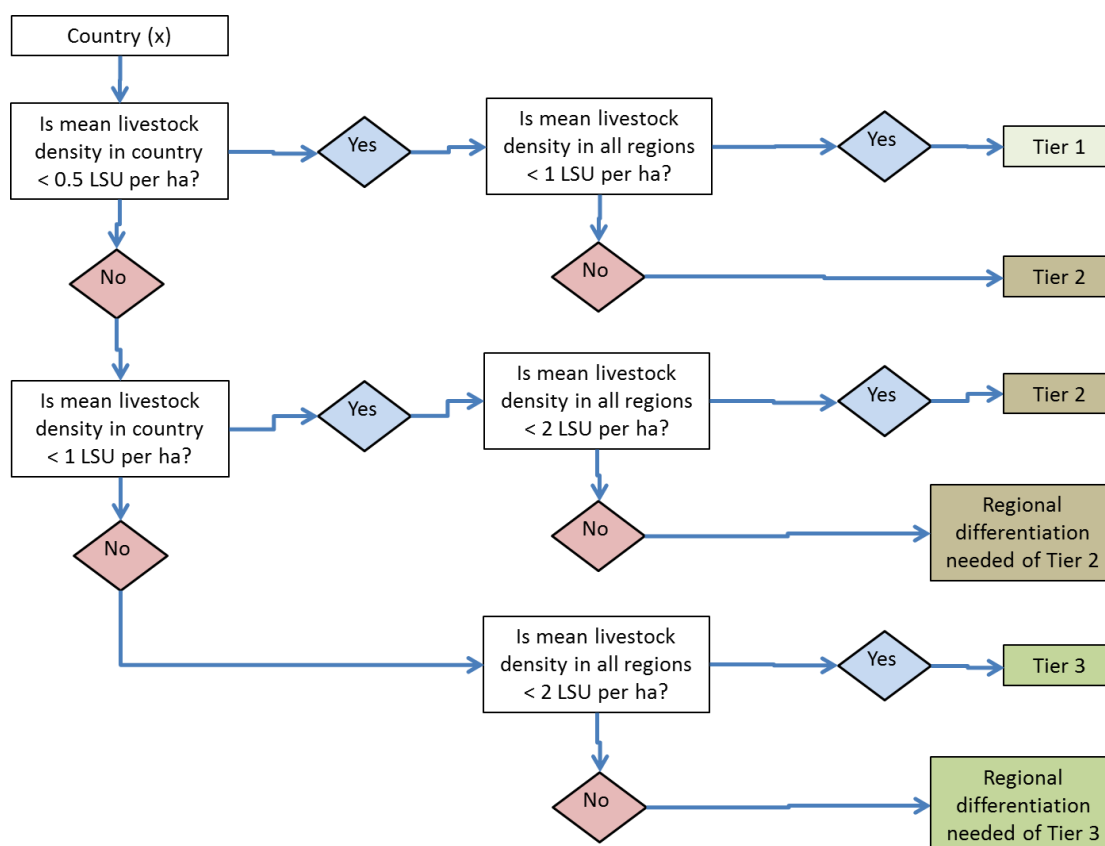 Country (x)
Is mean livestock
density in country
< 0.5 LSU per ha?
Yes
Is mean livestock
density in all regions
< 1 LSU per ha?
Yes
Tier 1
No
No
Tier 2
Is mean livestock
density in country
< 1 LSU per ha?
Yes
Is mean livestock
density in all regions
< 2 LSU per ha?
Yes
Tier 2
No
No
Regional
differentiation
needed of Tier 2
Is mean livestock
density in all regions
< 2 LSU per ha?
Yes
Tier 3
No
Regional
differentiation
needed of Tier 3